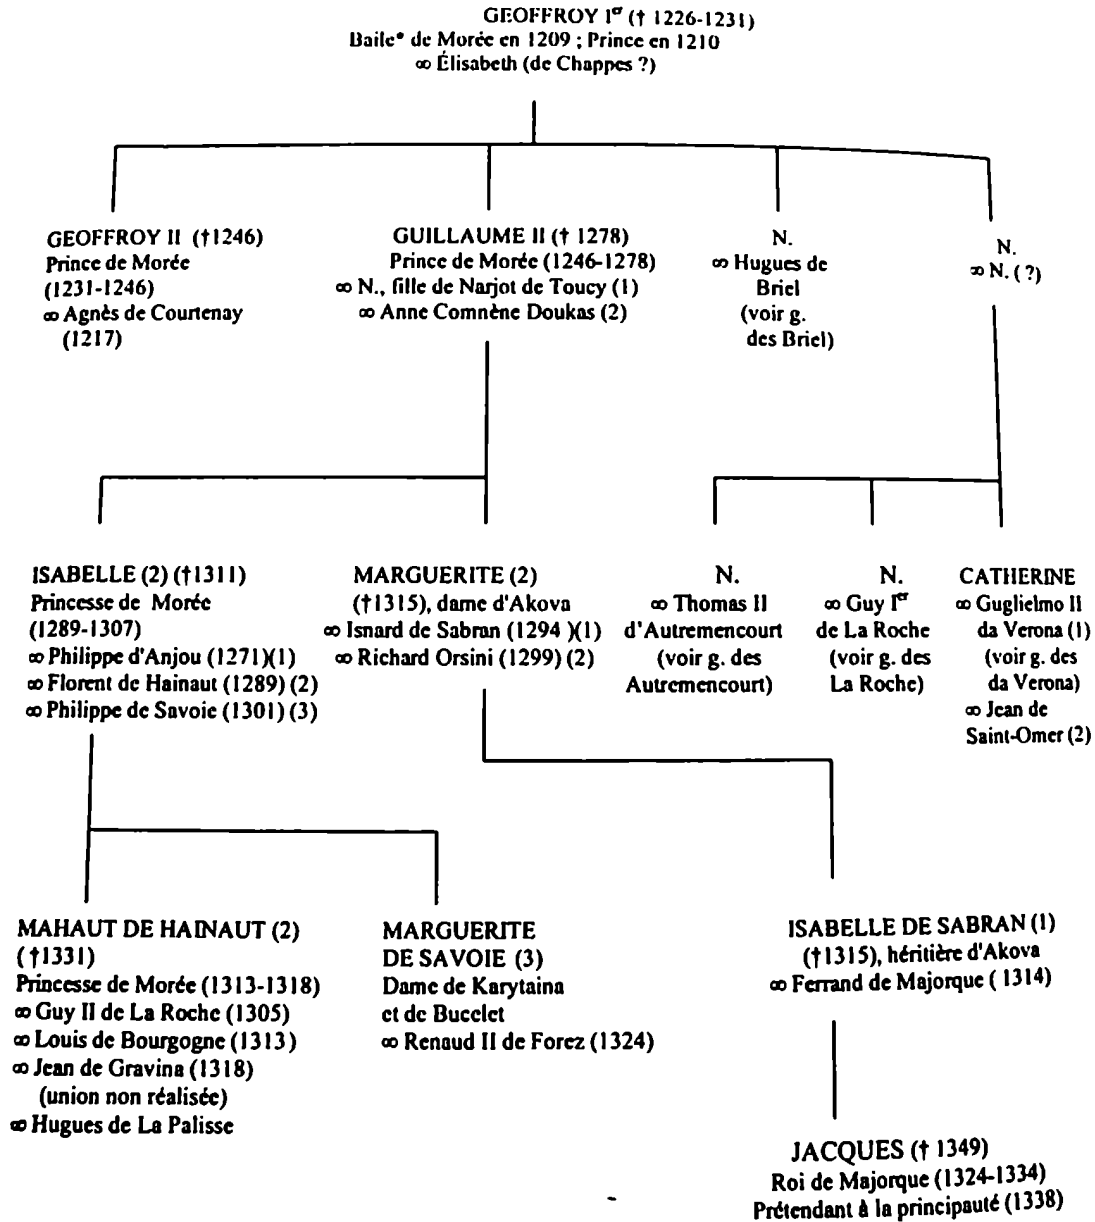 GEOFFROY Iᵉʳ († 1226-1231)
Baile* de Morée en 1209 ; Prince en 1210
∞ Élisabeth (de Chappes ?)
GEOFFROY II (†1246)
Prince de Morée
(1231-1246)
∞ Agnès de Courtenay
(1217)
GUILLAUME II († 1278)
Prince de Morée (1246-1278)
∞ N., fille de Narjot de Toucy (1)
∞ Anne Comnène Doukas (2)
N.
∞ Hugues de
Briel
(voir g.
des Briel)
N.
∞ N. (?)
ISABELLE (2) (†1311)
Princesse de Morée
(1289-1307)
∞ Philippe d'Anjou (1271)(1)
∞ Florent de Hainaut (1289) (2)
∞ Philippe de Savoie (1301) (3)
MARGUERITE (2)
(†1315), dame d'Akova
∞ Isnard de Sabran (1294 )(1)
∞ Richard Orsini (1299) (2)
N.
∞ Thomas II
d'Autremencourt
(voir g. des
Autremencourt)
N.
∞ Guy Iᵉʳ
de La Roche
(voir g. des
La Roche)
CATHERINE
∞ Guglielmo II
da Verona (1)
(voir g. des
da Verona)
∞ Jean de
Saint-Omer (2)
MAHAUT DE HAINAUT (2)
(†1331)
Princesse de Morée (1313-1318)
∞ Guy II de La Roche (1305)
∞ Louis de Bourgogne (1313)
∞ Jean de Gravina (1318)
(union non réalisée)
∞ Hugues de La Palisse
MARGUERITE
DE SAVOIE (3)
Dame de Karytaina
et de Bucelet
∞ Renaud II de Forez (1324)
ISABELLE DE SABRAN (1)
(†1315), héritière d'Akova
∞ Ferrand de Majorque ( 1314)
JACQUES († 1349)
Roi de Majorque (1324-1334)
Prétendant à la principauté (1338)